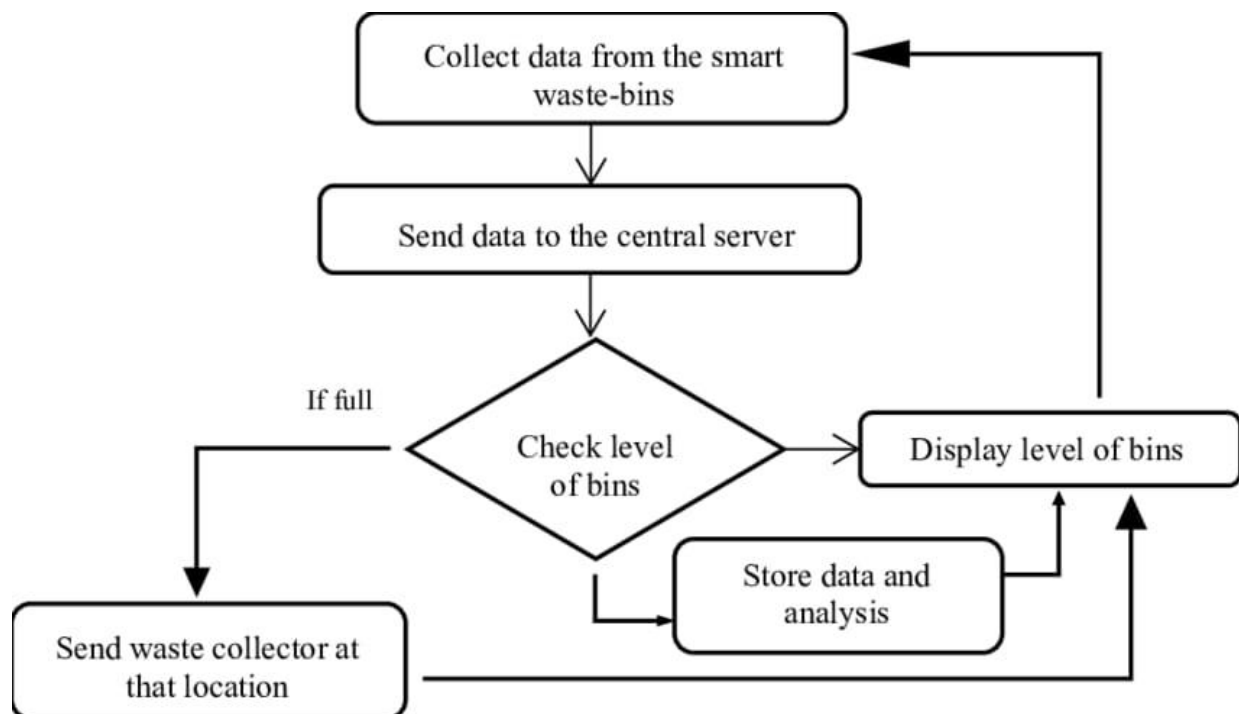 Collect data from the smart
waste-bins
Send data to the central server
If full
Check level
of bins
Display level of bins
Store data and
analysis
Send waste collector at
that location